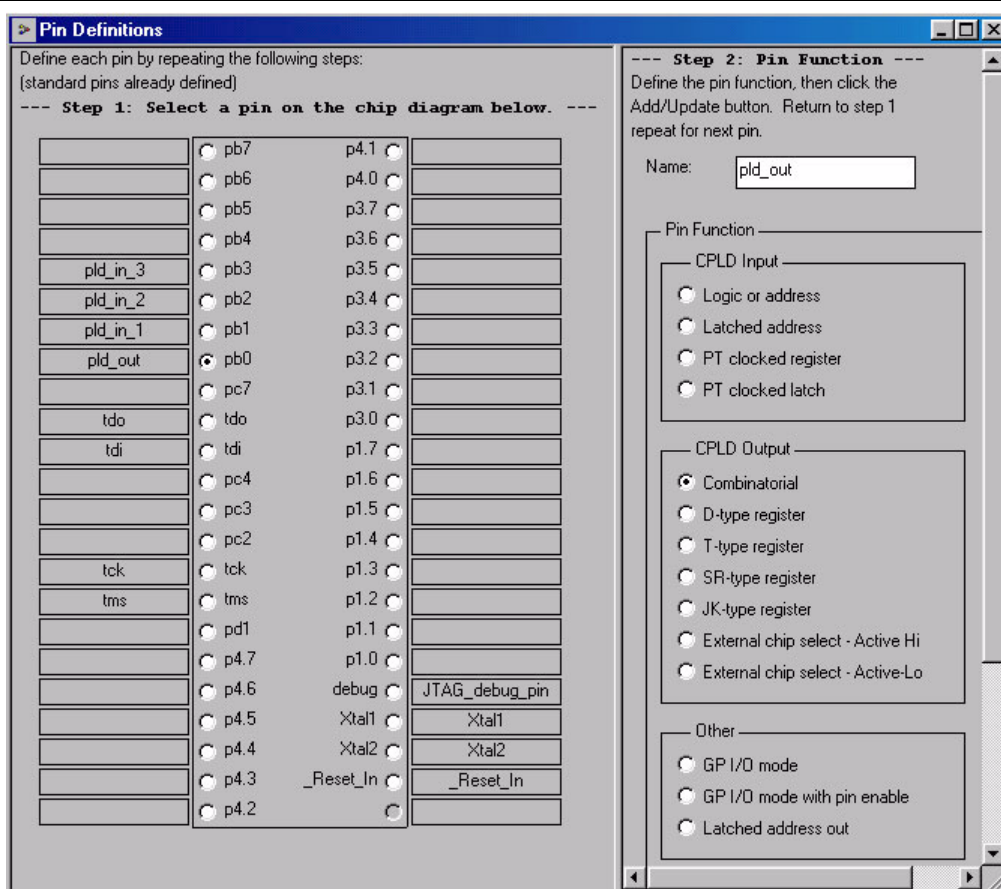 Pin Definitions
Define each pin by repeating the following steps:
(standard pins already defined)
--- Step 1: Select a pin on the chip diagram below. ---
pb7 p4.1
pb6 p4.0
pb5 p3.7
pb4 p3.6
pld_in_3 pb3 p3.5
pld_in_2 pb2 p3.4
pld_in_1 pb1 p3.3
pld_out pb0 p3.2
pc7 p3.1
tdo tdo p3.0
tdi tdi p1.7
pc4 p1.6
pc3 p1.5
pc2 p1.4
tck tck p1.3
tms tms p1.2
pd1 p1.1
p4.7 p1.0
p4.6 debug JTAG_debug_pin
p4.5 Xtal1 Xtal1
p4.4 Xtal2 Xtal2
p4.3 _Reset_In _Reset_In
p4.2
--- Step 2: Pin Function ---
Define the pin function, then click the
Add/Update button. Return to step 1
repeat for next pin.
Name: pld_out
Pin Function
CPLD Input
Logic or address
Latched address
PT clocked register
PT clocked latch
CPLD Output
Combinatorial
D-type register
T-type register
SR-type register
JK-type register
External chip select - Active Hi
External chip select - Active-Lo
Other
GP I/O mode
GP I/O mode with pin enable
Latched address out